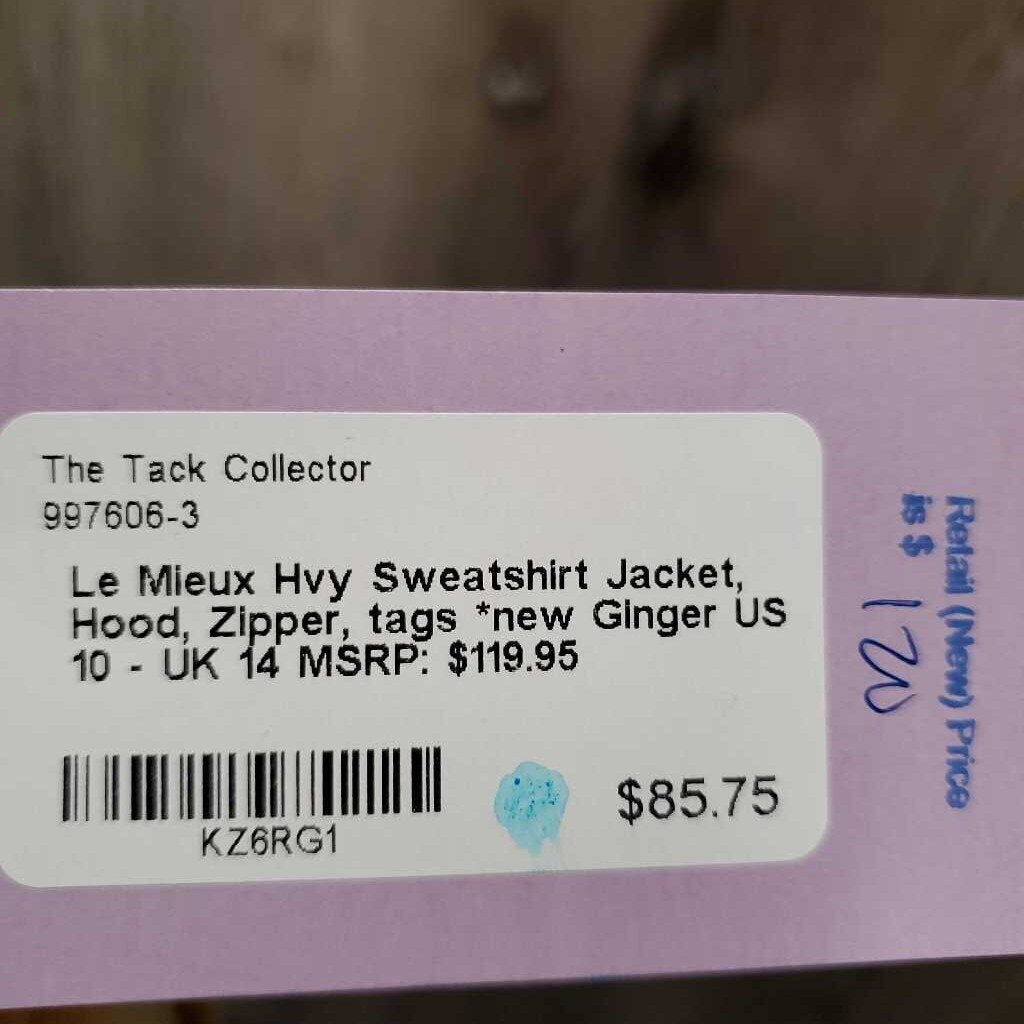 The Tack Collector
997606-3
Le Mieux Hvy Sweatshirt Jacket,
Hood, Zipper, tags *new Ginger US
10 - UK 14 MSRP: $119.95
KZ6RG1
$85.75
Retail (New) Price
is $
120